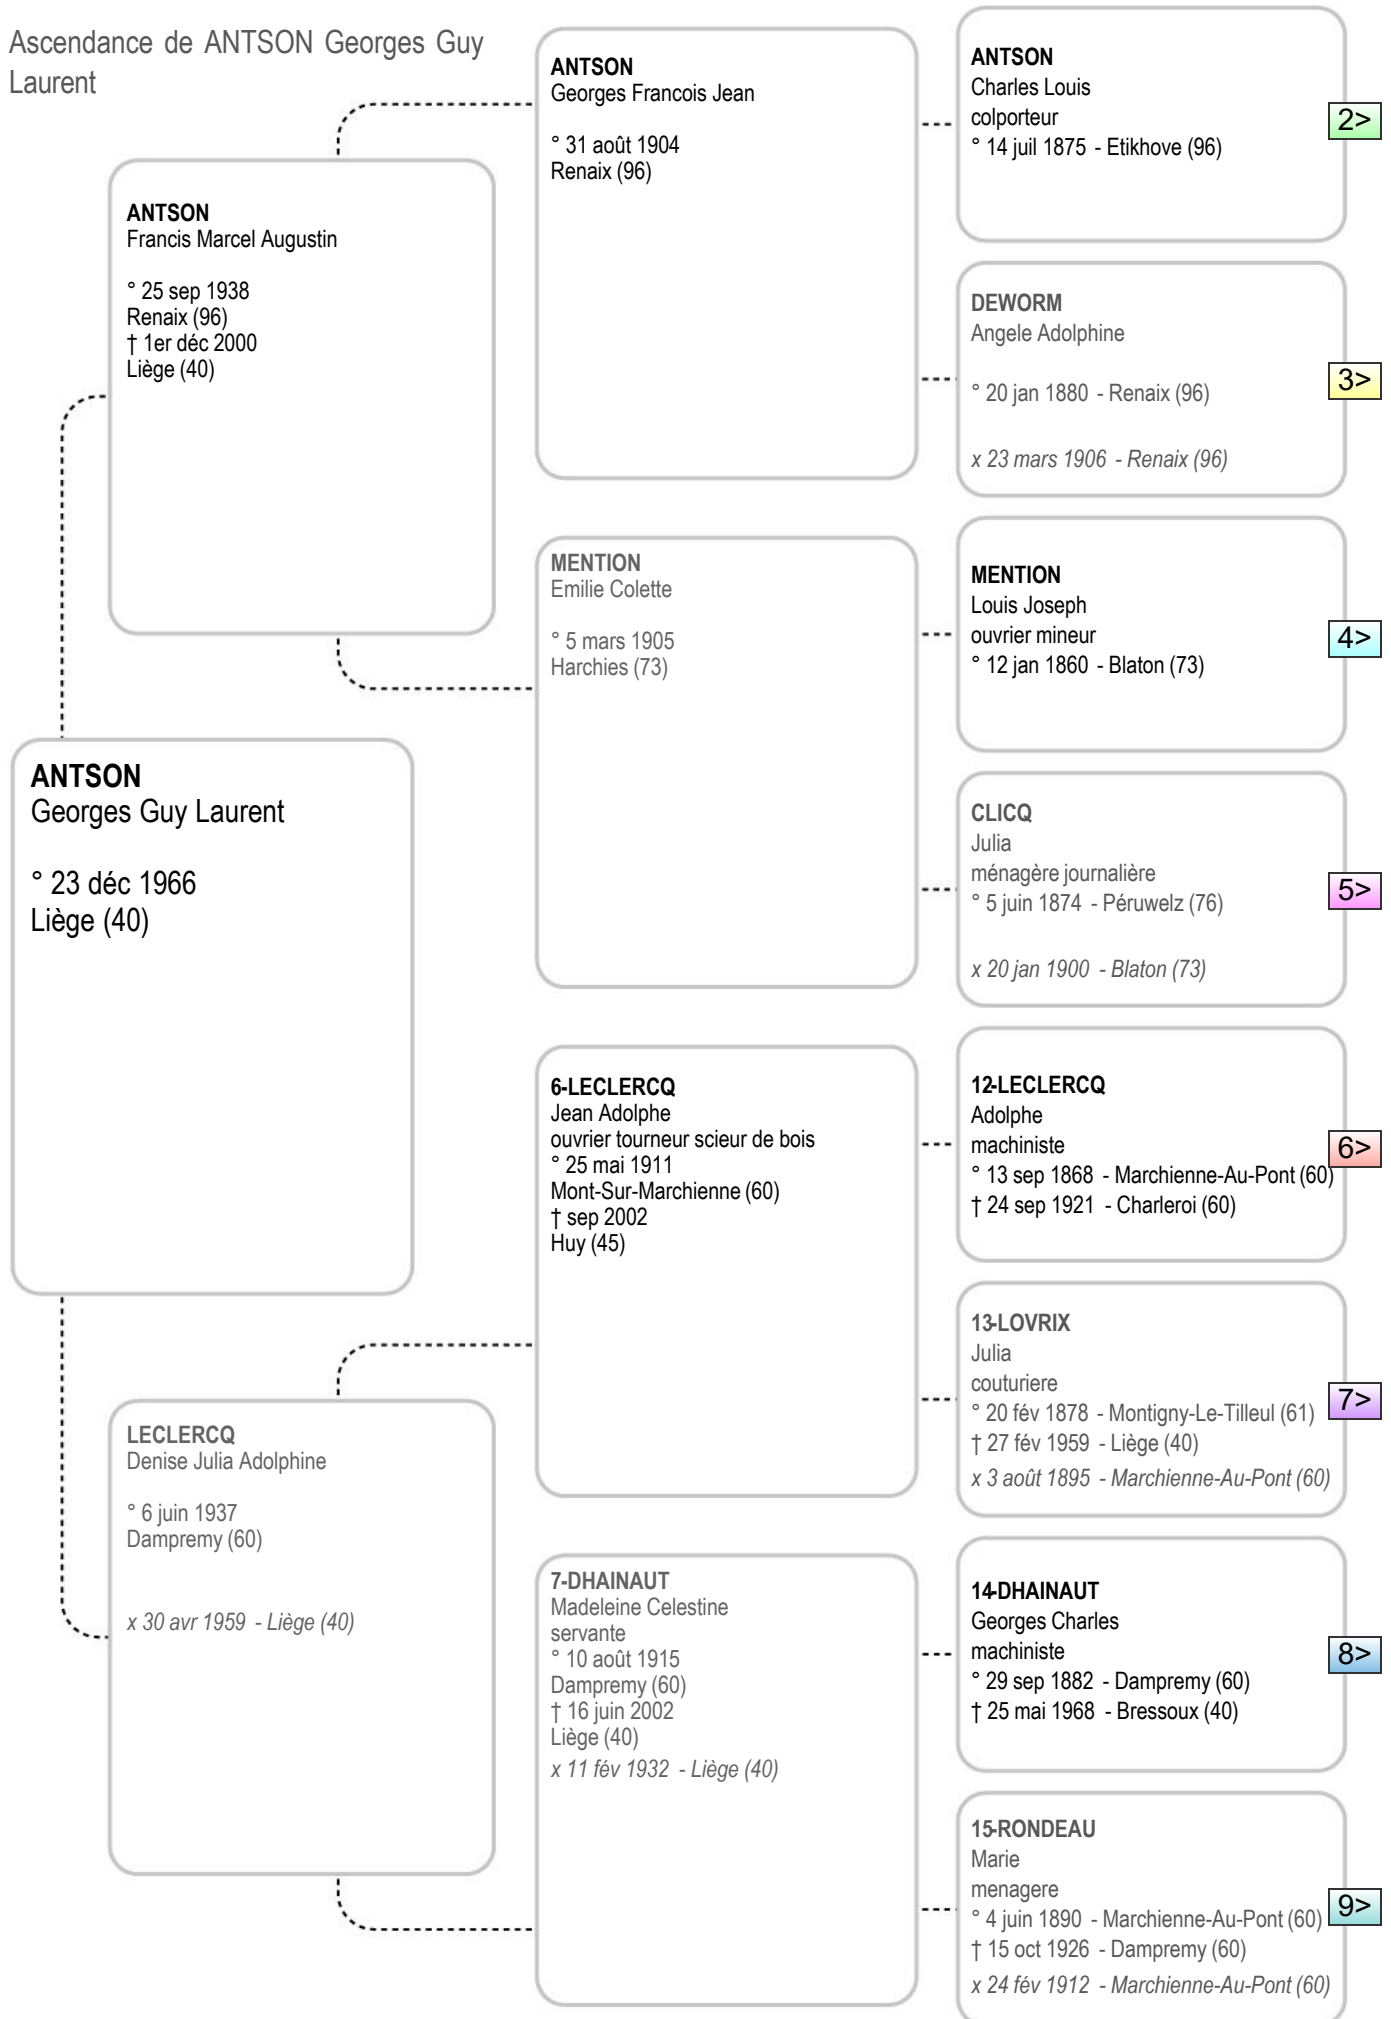 Ascendance de ANTSON Georges Guy
Laurent
ANTSON
Georges Guy Laurent
° 23 déc 1966
Liège (40)
ANTSON
Francis Marcel Augustin
° 25 sep 1938
Renaix (96)
† 1er déc 2000
Liège (40)
LECLERCQ
Denise Julia Adolphine
° 6 juin 1937
Dampremy (60)
x 30 avr 1959 - Liège (40)
ANTSON
Georges Francois Jean
° 31 août 1904
Renaix (96)
MENTION
Emilie Colette
° 5 mars 1905
Harchies (73)
6-LECLERCQ
Jean Adolphe
ouvrier tourneur scieur de bois
° 25 mai 1911
Mont-Sur-Marchienne (60)
† sep 2002
Huy (45)
7-DHAINAUT
Madeleine Celestine
servante
° 10 août 1915
Dampremy (60)
† 16 juin 2002
Liège (40)
x 11 fév 1932 - Liège (40)
ANTSON
Charles Louis
colporteur
° 14 juil 1875 - Etikhove (96)
2>
DEWORM
Angele Adolphine
° 20 jan 1880 - Renaix (96)
x 23 mars 1906 - Renaix (96)
3>
MENTION
Louis Joseph
ouvrier mineur
° 12 jan 1860 - Blaton (73)
4>
CLICQ
Julia
ménagère journalière
° 5 juin 1874 - Péruwelz (76)
x 20 jan 1900 - Blaton (73)
5>
12-LECLERCQ
Adolphe
machiniste
° 13 sep 1868 - Marchienne-Au-Pont (60)
† 24 sep 1921 - Charleroi (60)
6>
13-LOVRIX
Julia
couturiere
° 20 fév 1878 - Montigny-Le-Tilleul (61)
† 27 fév 1959 - Liège (40)
x 3 août 1895 - Marchienne-Au-Pont (60)
7>
14-DHAINAUT
Georges Charles
machiniste
° 29 sep 1882 - Dampremy (60)
† 25 mai 1968 - Bressoux (40)
8>
15-RONDEAU
Marie
menagere
° 4 juin 1890 - Marchienne-Au-Pont (60)
† 15 oct 1926 - Dampremy (60)
x 24 fév 1912 - Marchienne-Au-Pont (60)
9>